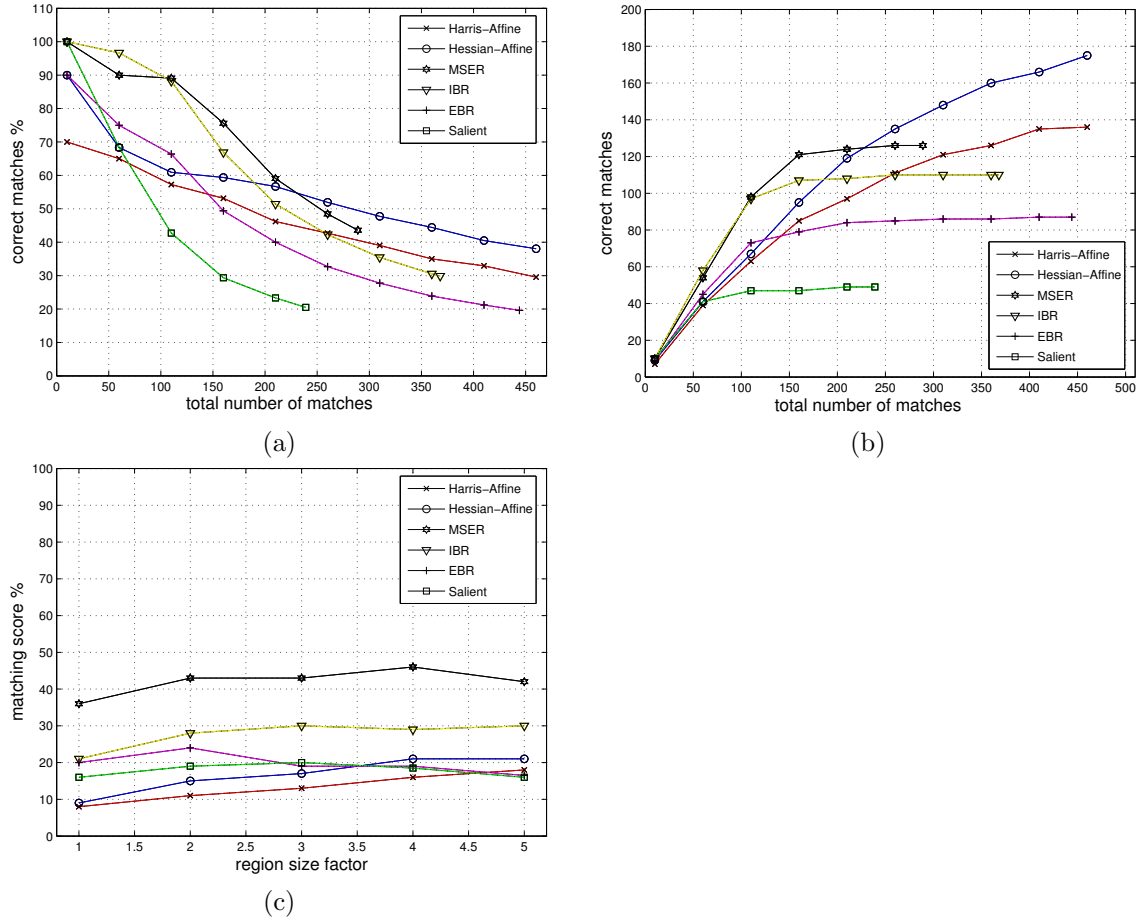 110
100
90
80
70
60
50
40
30
20
10
0
correct matches %
0 50 100 150 200 250 300 350 400 450
total number of matches
Harris−Affine
Hessian−Affine
MSER
IBR
EBR
Salient
(a)
200
180
160
140
120
100
80
60
40
20
0
correct matches
0 50 100 150 200 250 300 350 400 450 500
total number of matches
Harris−Affine
Hessian−Affine
MSER
IBR
EBR
Salient
(b)
100
90
80
70
60
50
40
30
20
10
0
matching score %
1 1.5 2 2.5 3 3.5 4 4.5 5
region size factor
Harris−Affine
Hessian−Affine
MSER
IBR
EBR
Salient
(c)